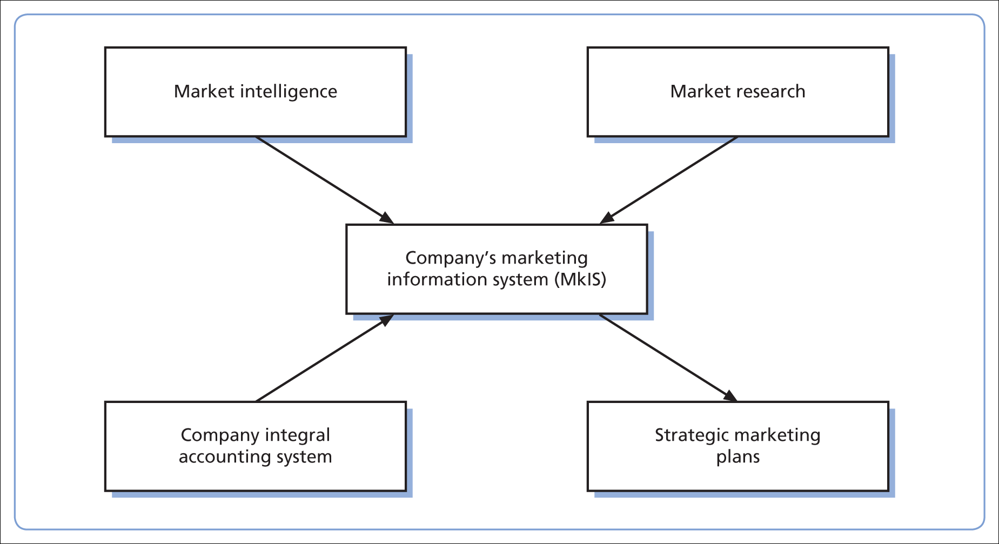 Market intelligence
Market research
Company’s marketing
information system (MkIS)
Company integral
accounting system
Strategic marketing
plans